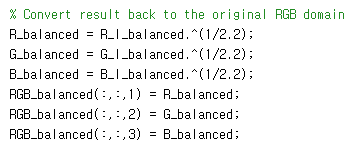 % Convert result back to the original RGB domain
R_balanced = R_l_balanced.^(1/2.2);
G_balanced = G_l_balanced.^(1/2.2);
B_balanced = B_l_balanced.^(1/2.2);
RGB_balanced(:,:,1) = R_balanced;
RGB_balanced(:,:,2) = G_balanced;
RGB_balanced(:,:,3) = B_balanced;